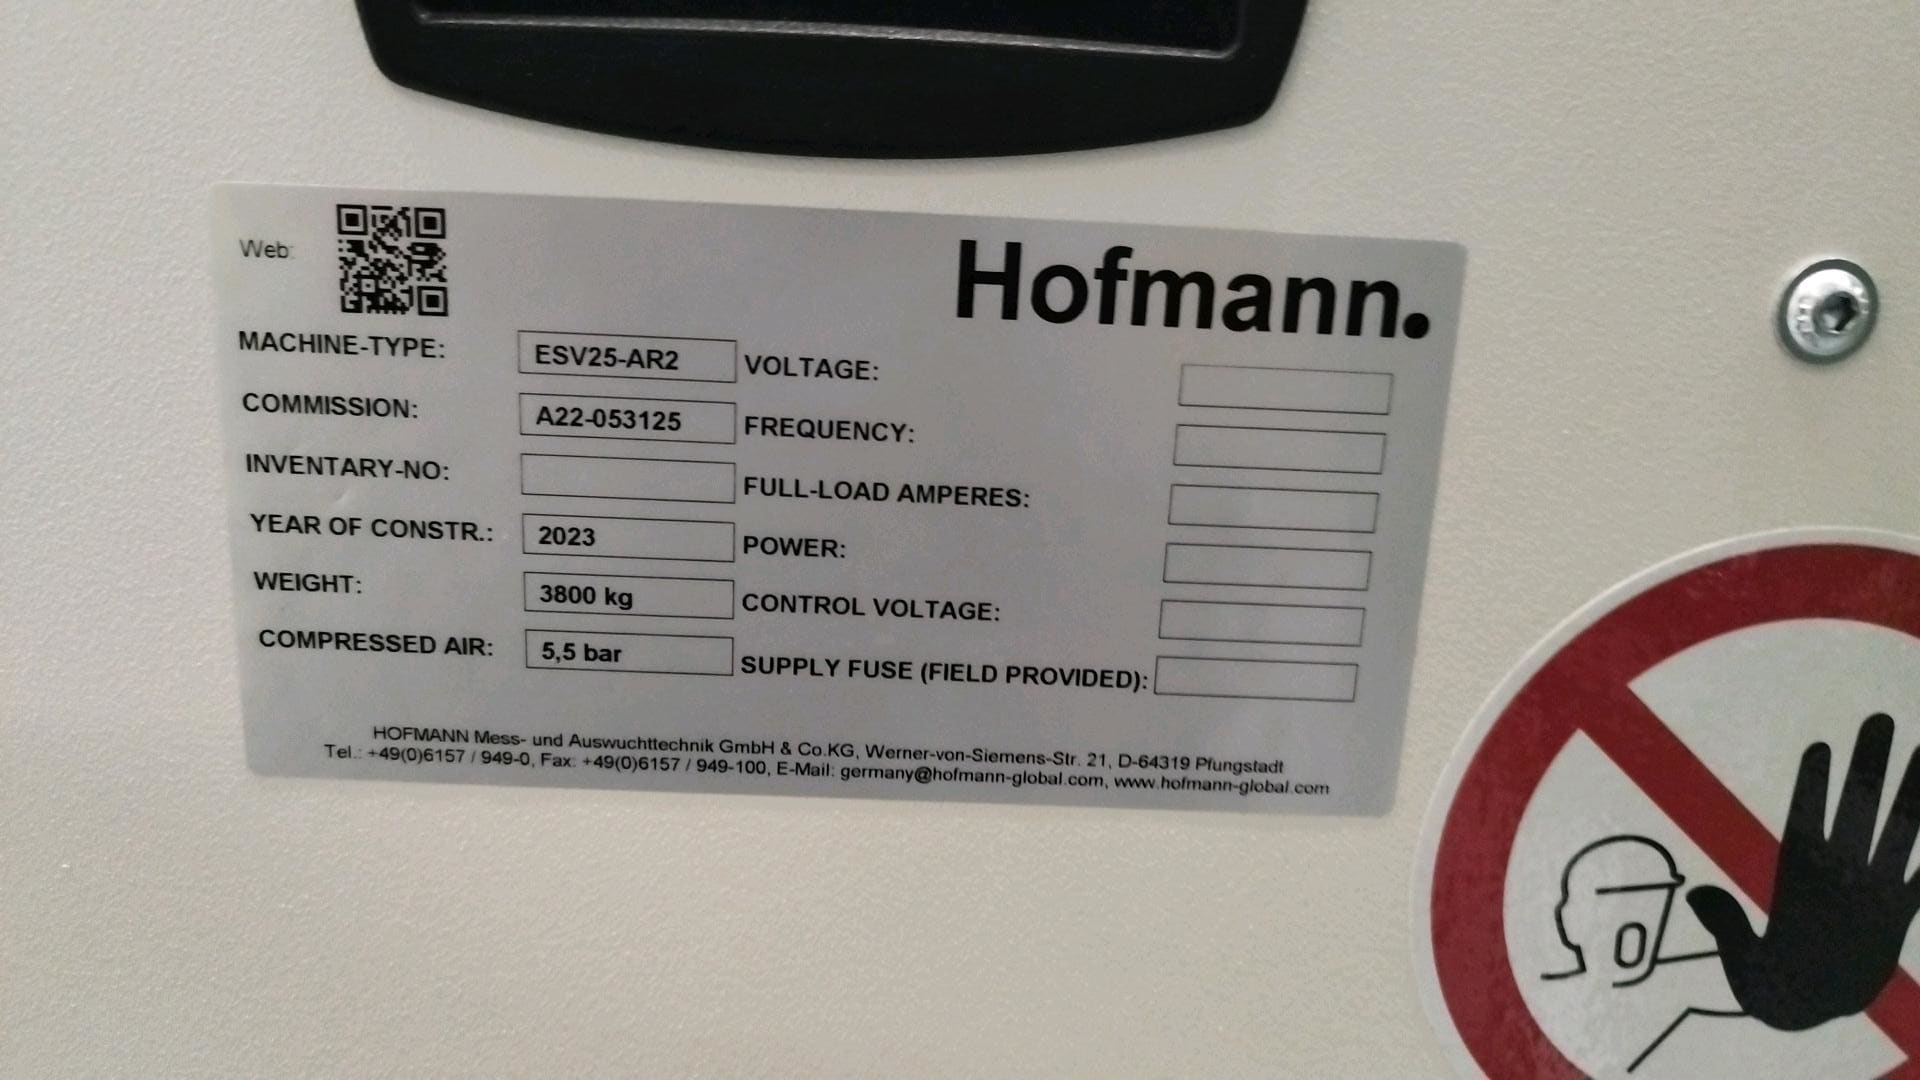 Web:
Hofmann.
MACHINE-TYPE: ESV25-AR2 VOLTAGE:
COMMISSION: A22-053125 FREQUENCY:
INVENTARY-NO: FULL-LOAD AMPERES:
YEAR OF CONSTR.: 2023 POWER:
WEIGHT: 3800 kg CONTROL VOLTAGE:
COMPRESSED AIR: 5,5 bar SUPPLY FUSE (FIELD PROVIDED):
HOFMANN Mess- und Auswuchttechnik GmbH & Co.KG, Werner-von-Siemens-Str. 21, D-64319 Pfungstadt
Tel.: +49(0)6157 / 949-0, Fax: +49(0)6157 / 949-100, E-Mail: germany@hofmann-global.com, www.hofmann-global.com